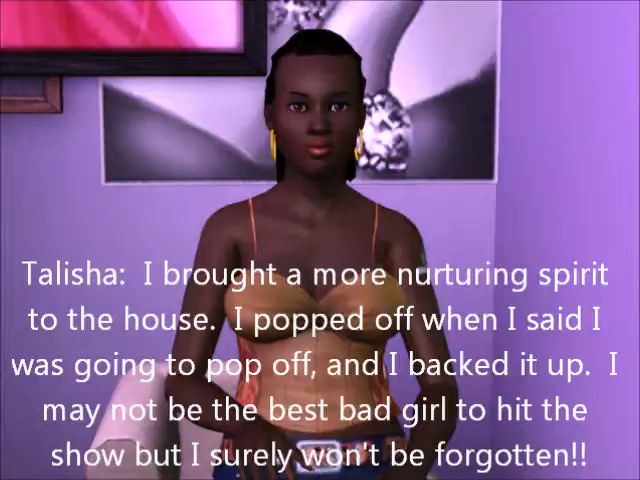 Talisha:  I brought a more nurturing spirit
to the house.  I popped off when I said I
was going to pop off, and I backed it up.  I
may not be the best bad girl to hit the
show but I surely won't be forgotten!!